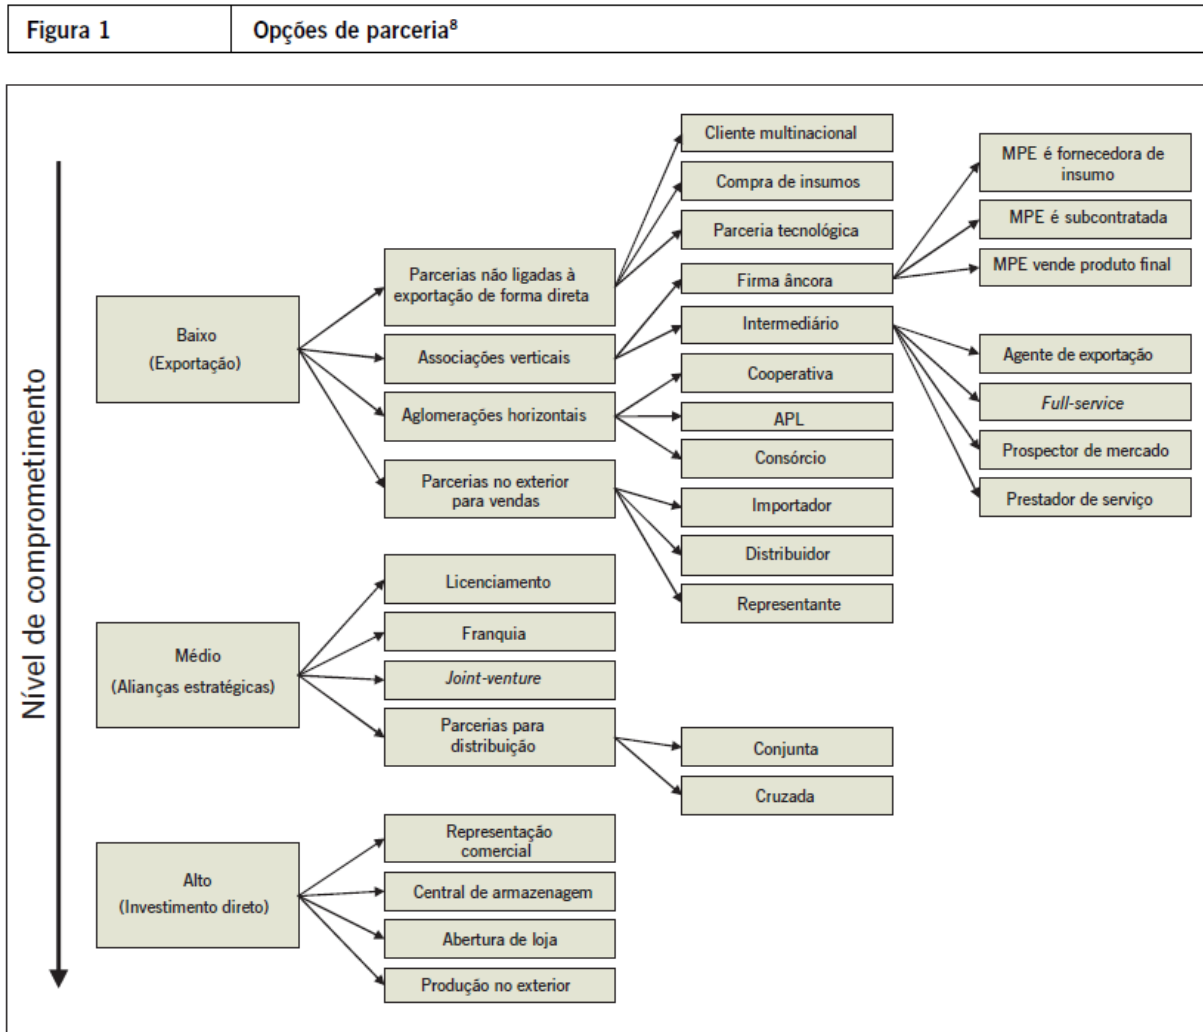 Figura 1
Opções de parceria⁸
Nível de comprometimento
Baixo
(Exportação)
Parcerias não ligadas à
exportação de forma direta
Associações verticais
Aglomerações horizontais
Parcerias no exterior
para vendas
Cliente multinacional
Compra de insumos
Parceria tecnológica
Firma âncora
Intermediário
Cooperativa
APL
Consórcio
Importador
Distribuidor
Representante
MPE é fornecedora de
insumo
MPE é subcontratada
MPE vende produto final
Agente de exportação
Full-service
Prospector de mercado
Prestador de serviço
Médio
(Alianças estratégicas)
Licenciamento
Franquia
Joint-venture
Parcerias para
distribuição
Conjunta
Cruzada
Alto
(Investimento direto)
Representação
comercial
Central de armazenagem
Abertura de loja
Produção no exterior